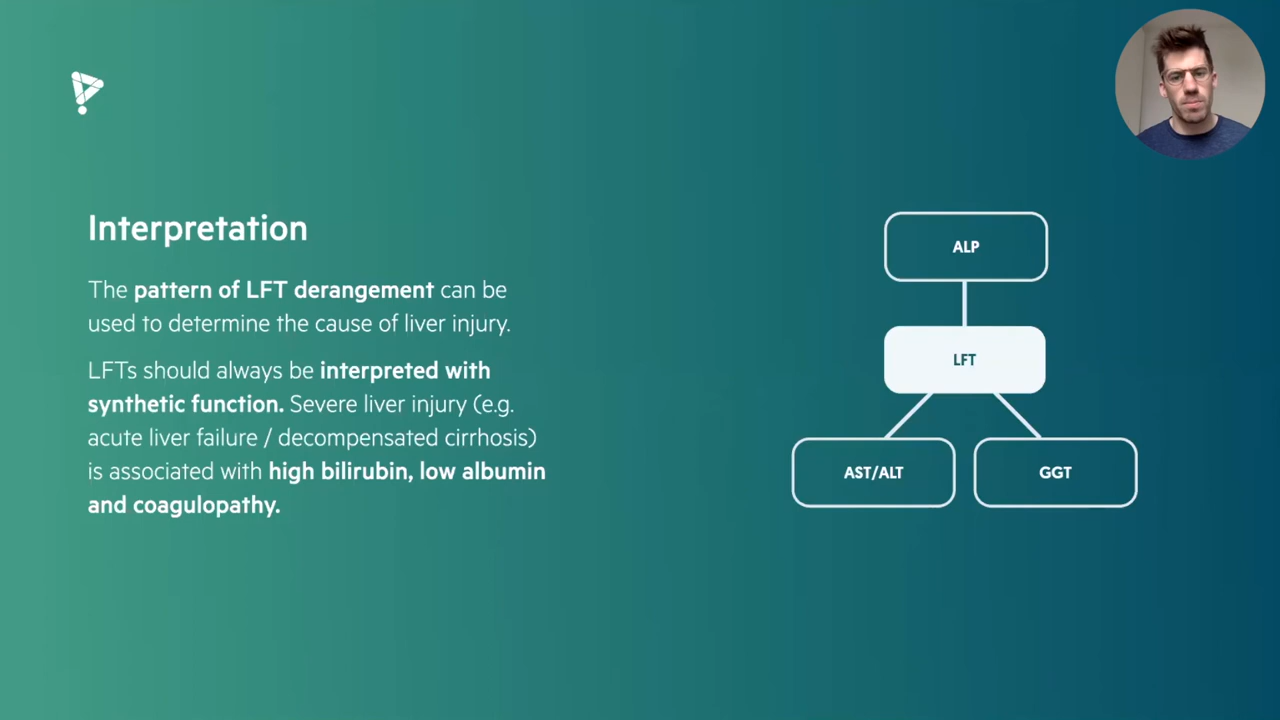 Interpretation
The pattern of LFT derangement can be
used to determine the cause of liver injury.
LFTs should always be interpreted with
synthetic function. Severe liver injury (e.g.
acute liver failure / decompensated cirrhosis)
is associated with high bilirubin, low albumin
and coagulopathy.
ALP
LFT
AST/ALT
GGT